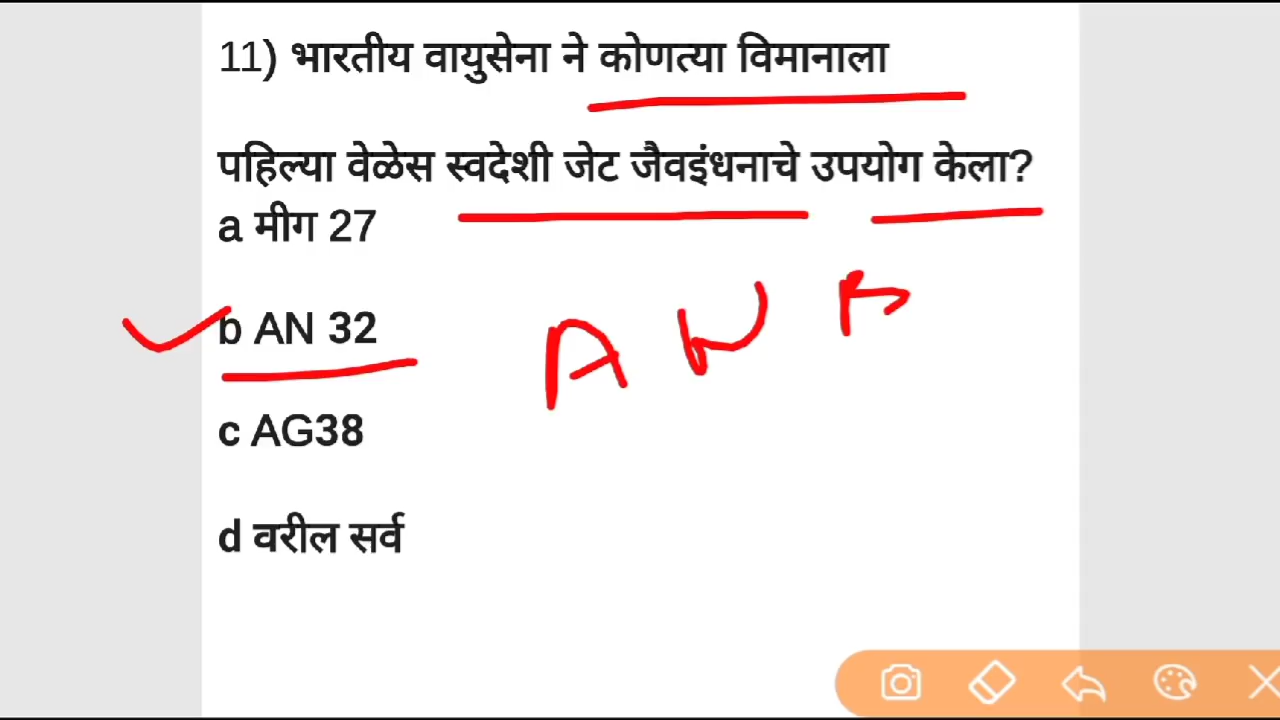 11) भारतीय वायुसेना ने कोणत्या विमानाला
पहिल्या वेळेस स्वदेशी जेट जैवइंधनाचे उपयोग केला?
a मीग 27
b AN 32
c AG38
d वरील सर्व